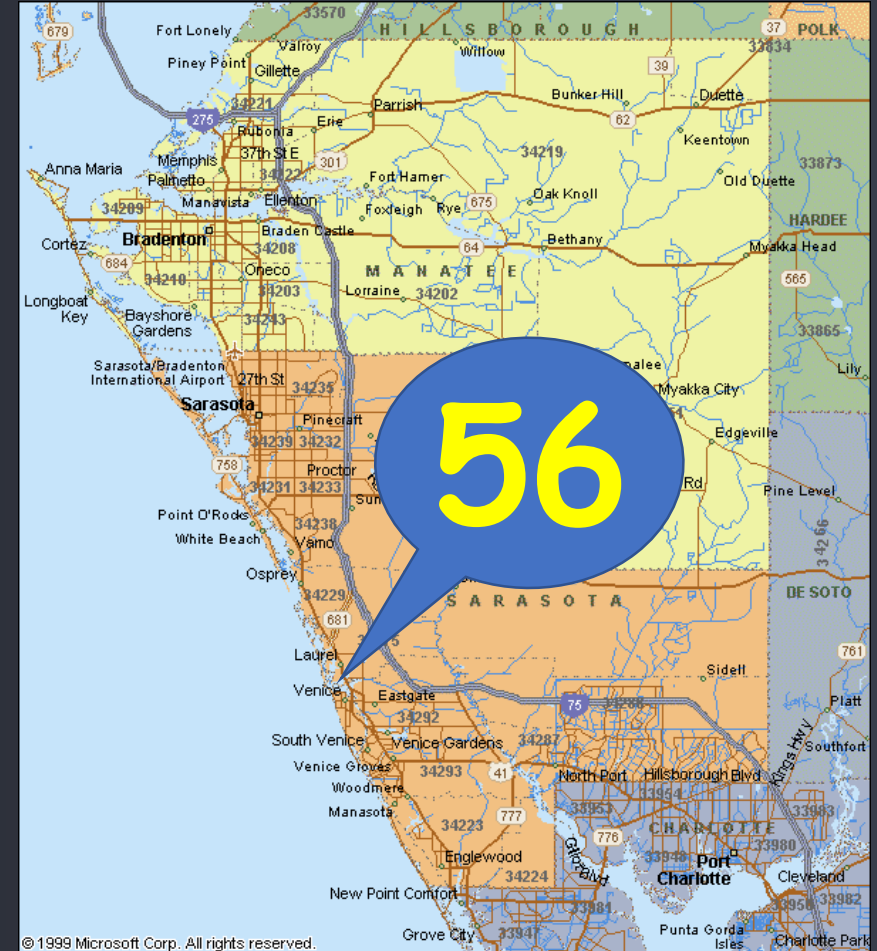 33570
679
Fort Lonely
HILLSBOROUGH
37
POLK
Valroy
Willow
33834
Piney Point
Gillette
39
Bunker Hill
Duette
34221
Parrish
275
Rubonia
Erie
62
Keentown
Memphis
37th St E
301
34219
33873
Anna Maria
Palmetto
Fort Hamer
Old Duette
Manavista
Ellenton
Foxleigh
Rye
675
Oak Knoll
34209
HARDEE
Cortez
Bradenton
Braden Castle
34208
64
Bethany
Myakka Head
684
34210
Oneco
MANATEE
565
34203
Lorraine
34202
Longboat
Key
Bayshore
Gardens
34243
33865
Sarasota/Bradenton
International Airport
27th St
34235
Lily
Myakka City
Sarasota
Pinecraft
56
34239
34232
Edgeville
758
Proctor
Rd
34231
34233
Pine Level
Point O'Rocks
34238
White Beach
Vamo
34266
Osprey
34229
SARASOTA
DE SOTO
681
Laurel
761
Sidell
Venice
Eastgate
75
34288
Platt
34292
South Venice
Venice Gardens
34287
Kings Hwy
Southfort
Venice Groves
34293
41
North Port
Hillsborough Blvd
Woodmere
33954
Manasota
777
33953
33983
34223
776
CHARLOTTE
33980
Englewood
33948
Port
Charlotte
34224
Cleveland
New Point Comfort
33981
33950
33982
Grove City
33947
Punta Gorda
Isles
Charlotte Park
© 1999 Microsoft Corp. All rights reserved.